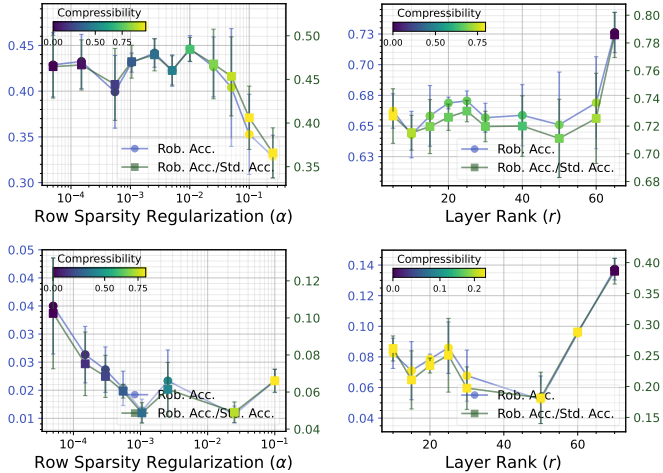 Compressibility
0.00 0.50 0.75
0.45
0.40
0.35
0.30
0.50
0.45
0.40
0.35
Rob. Acc.
Rob. Acc./Std. Acc.
10⁻⁴ 10⁻³ 10⁻² 10⁻¹
Row Sparsity Regularization (α)
Compressibility
0.00 0.50 0.75
0.73
0.70
0.68
0.65
0.63
0.80
0.78
0.76
0.74
0.72
0.70
0.68
Rob. Acc.
Rob. Acc./Std. Acc.
20 40 60
Layer Rank (r)
Compressibility
0.00 0.50 0.75
0.05
0.04
0.04
0.03
0.03
0.02
0.01
0.12
0.10
0.08
0.06
0.04
Rob. Acc.
Rob. Acc./Std. Acc.
10⁻⁴ 10⁻³ 10⁻² 10⁻¹
Row Sparsity Regularization (α)
Compressibility
0.0 0.1 0.2
0.14
0.12
0.10
0.08
0.06
0.04
0.40
0.35
0.30
0.25
0.20
0.15
Rob. Acc.
Rob. Acc./Std. Acc.
20 40 60
Layer Rank (r)